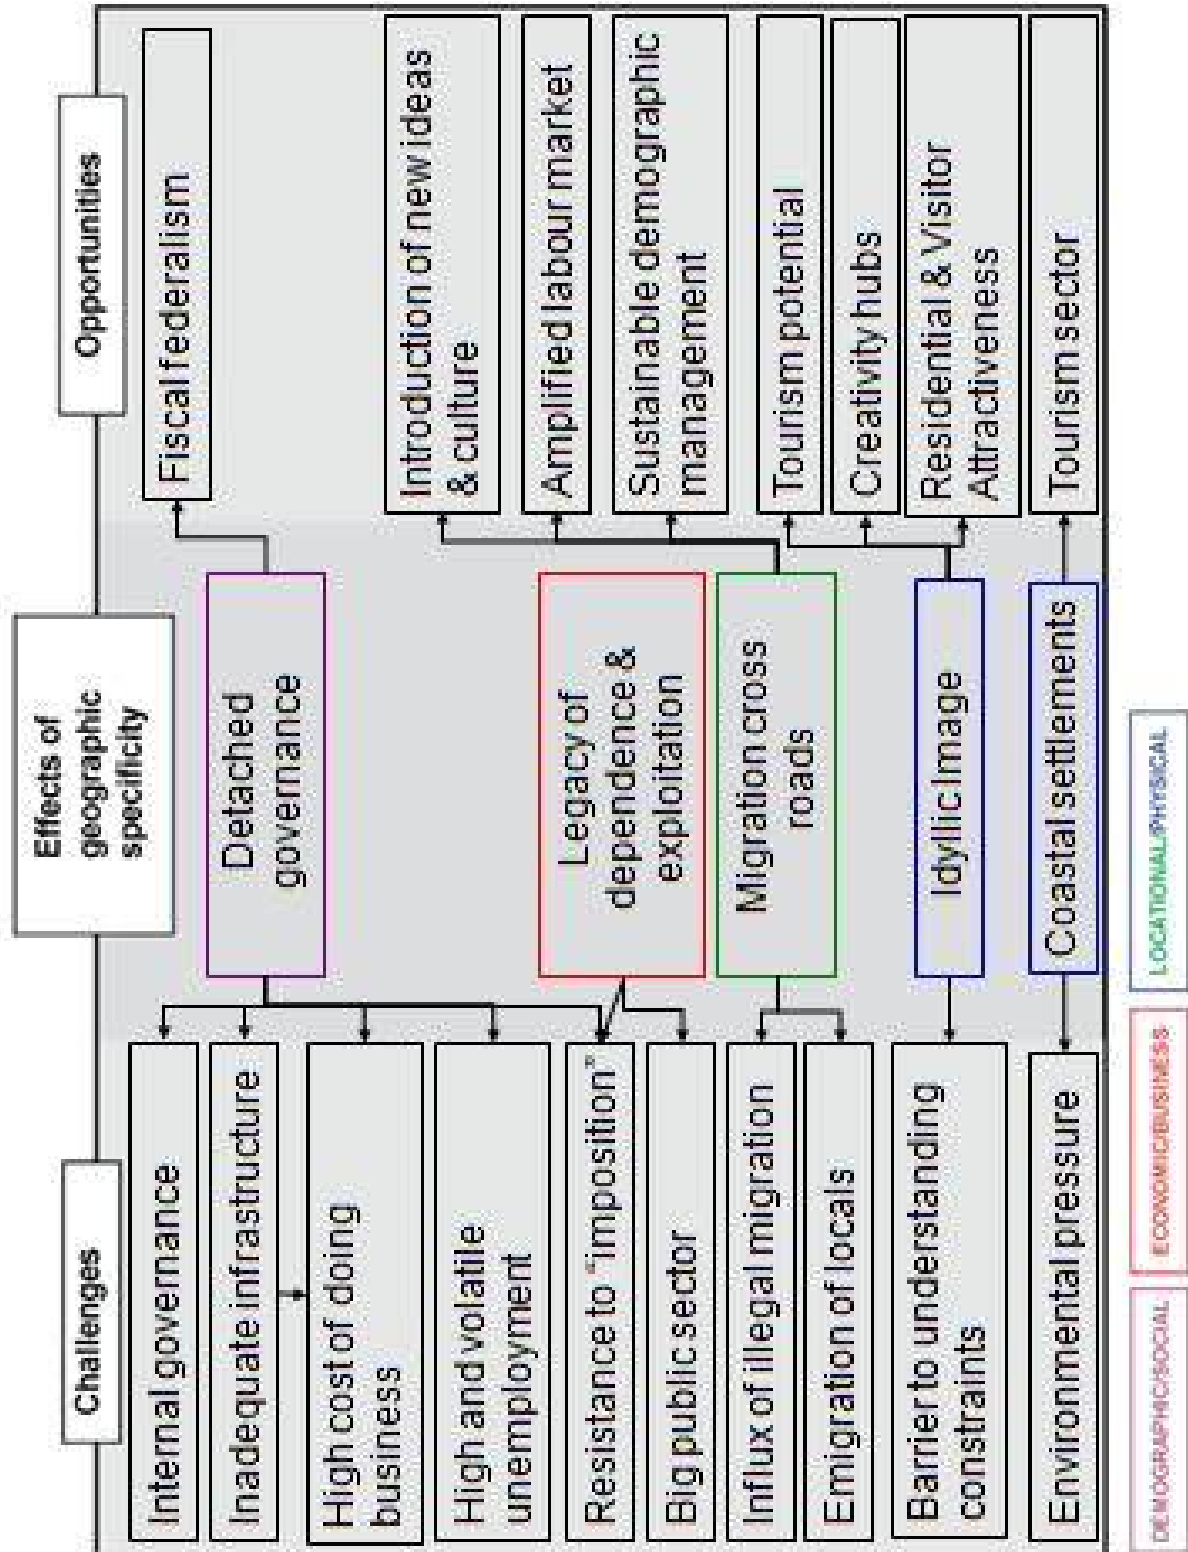 Challenges
Effects of
geographic
specificity
Opportunities
Internal governance
Inadequate infrastructure
High cost of doing
business
High and volatile
unemployment
Resistance to "imposition"
Big public sector
Influx of illegal migration
Emigration of locals
Barrier to understanding
constraints
Environmental pressure
Detached
governance
Legacy of
dependence &
exploitation
Migration cross
roads
Idyllic Image
Coastal settlements
Fiscal federalism
Introduction of new ideas
& culture
Amplified labour market
Sustainable demographic
management
Tourism potential
Creativity hubs
Residential & Visitor
Attractiveness
Tourism sector
DEMOGRAPHIC/SOCIAL
ECONOMIC/BUSINESS
LOCATIONAL/PHYSICAL